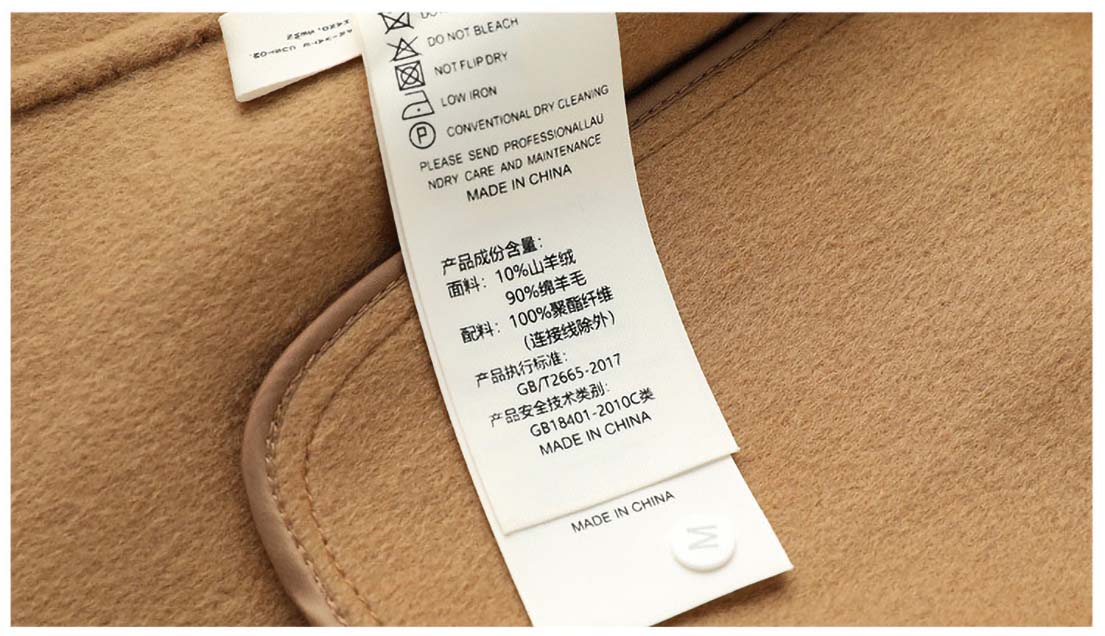 DO NOT BLEACH
NOT FLIP DRY
LOW IRON
P
CONVENTIONAL DRY CLEANING
PLEASE SEND PROFESSIONALLAU
NDRY CARE AND MAINTENANCE
MADE IN CHINA
产品成份含量：
面料：10%山羊绒
90%绵羊毛
配料：100%聚酯纤维
（连接线除外）
产品执行标准：
GB/T2665-2017
产品安全技术类别：
GB18401-2010C类
MADE IN CHINA
MADE IN CHINA
M